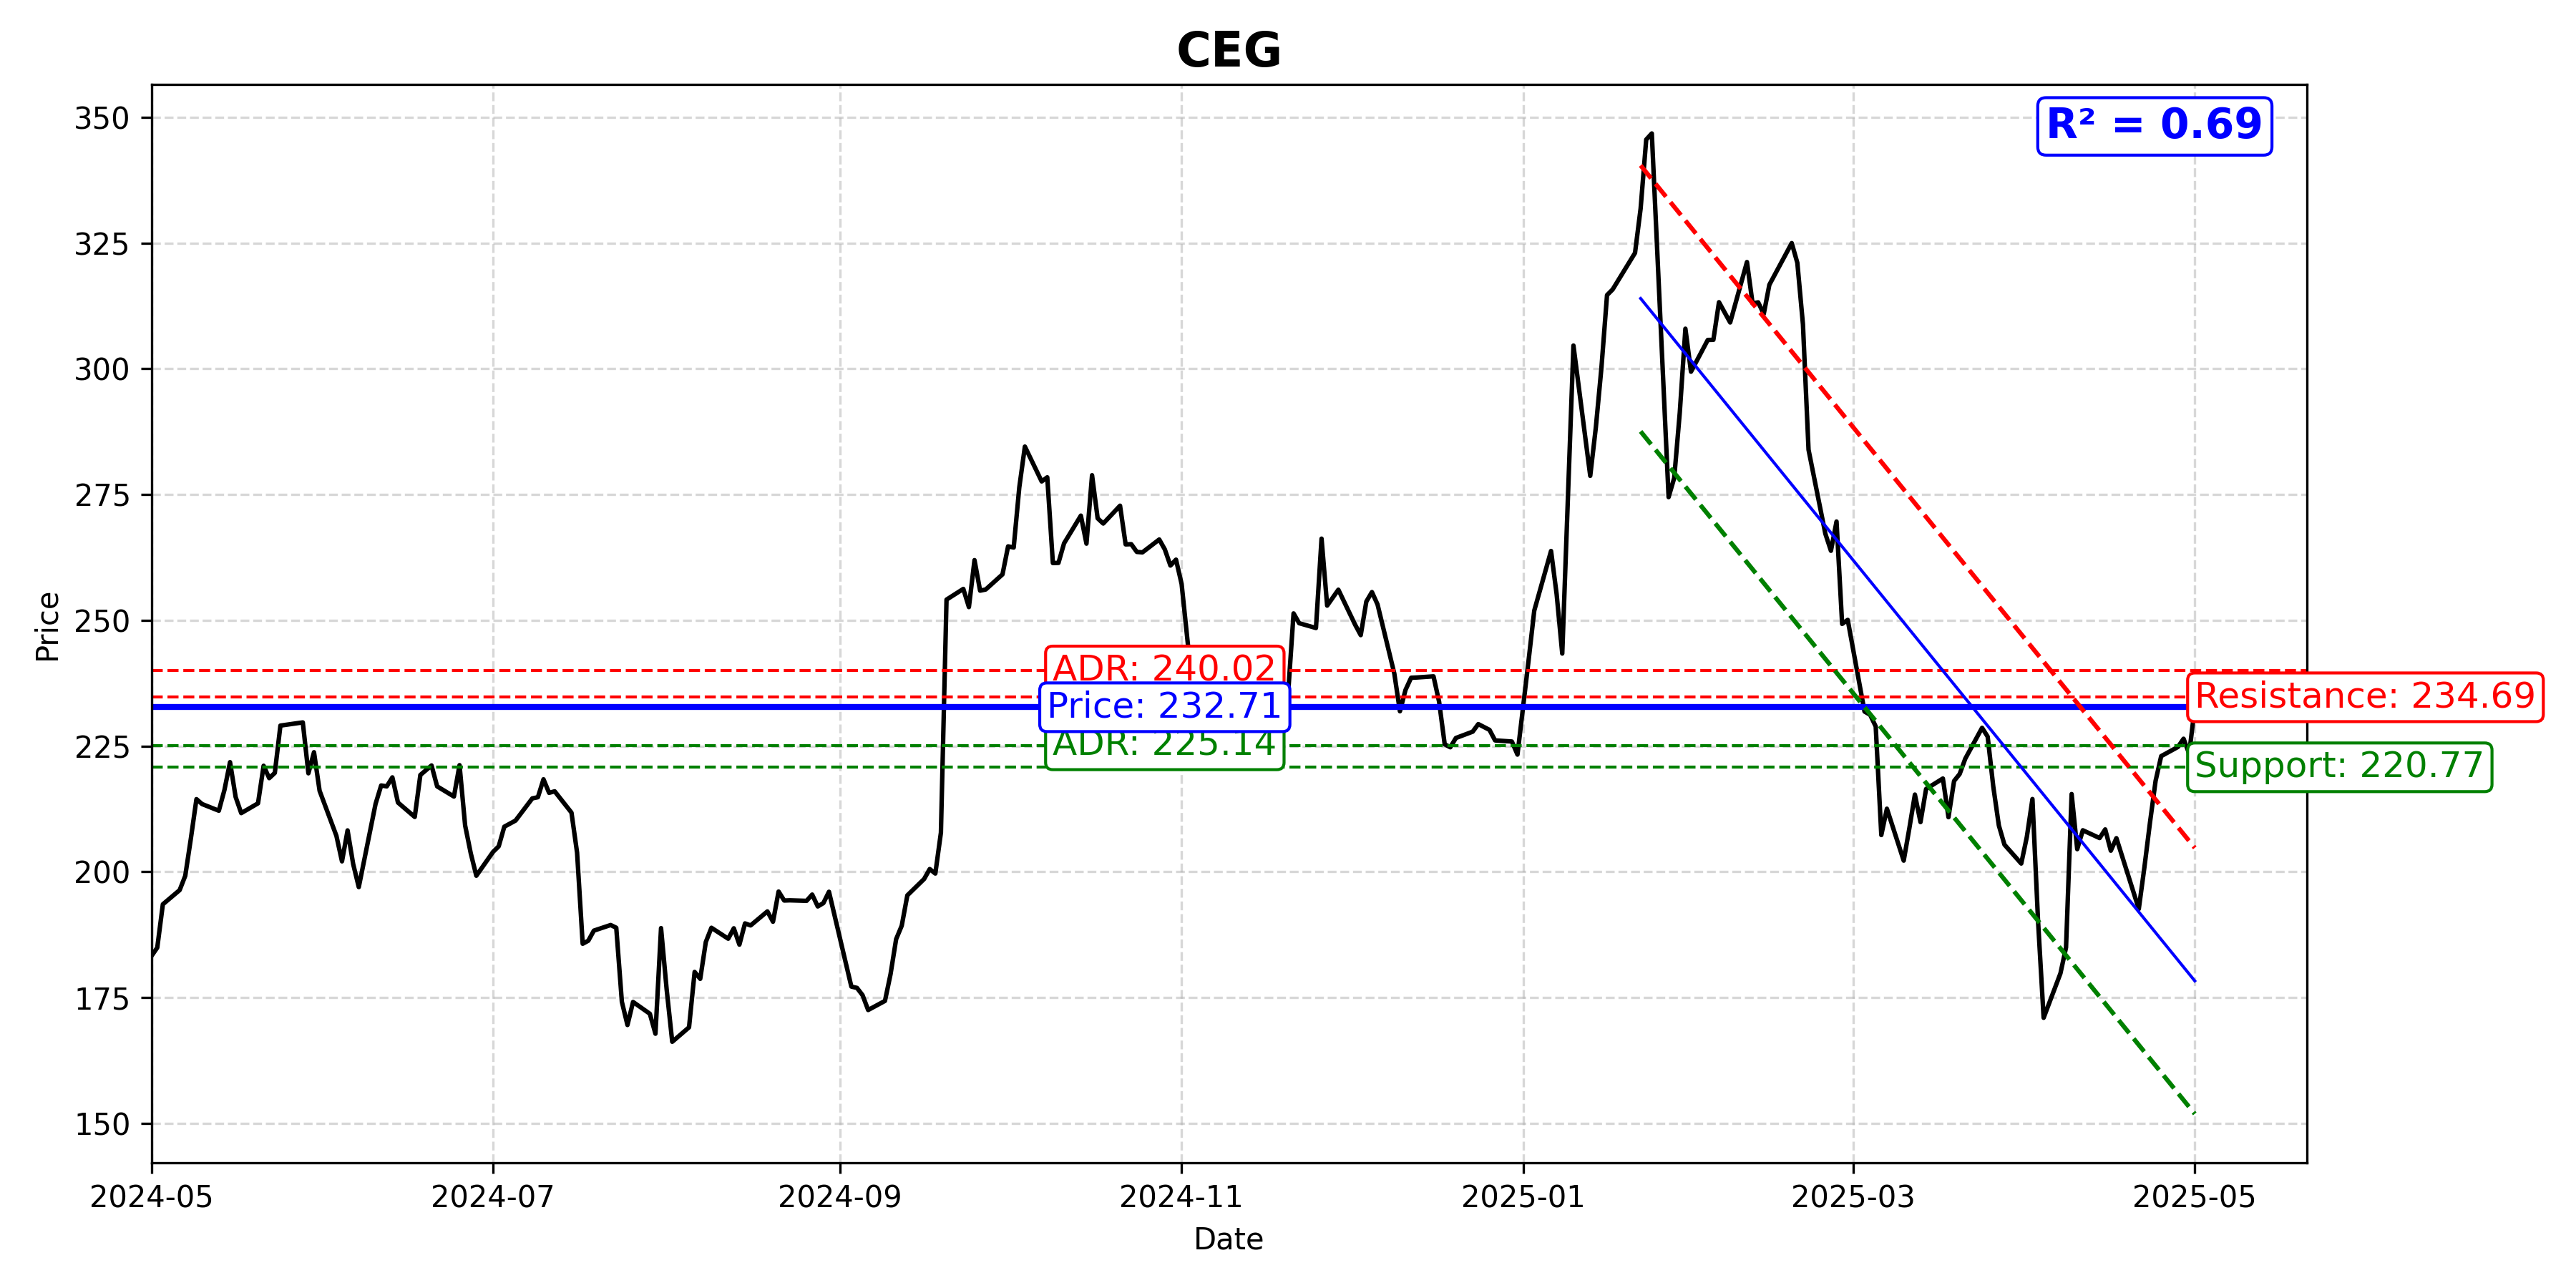 CEG
R² = 0.69
350
325
300
275
250
225
200
175
150
Price
ADR: 240.02
Price: 232.71
ADR: 225.14
Resistance: 234.69
Support: 220.77
2024-05
2024-07
2024-09
2024-11
2025-01
2025-03
2025-05
Date